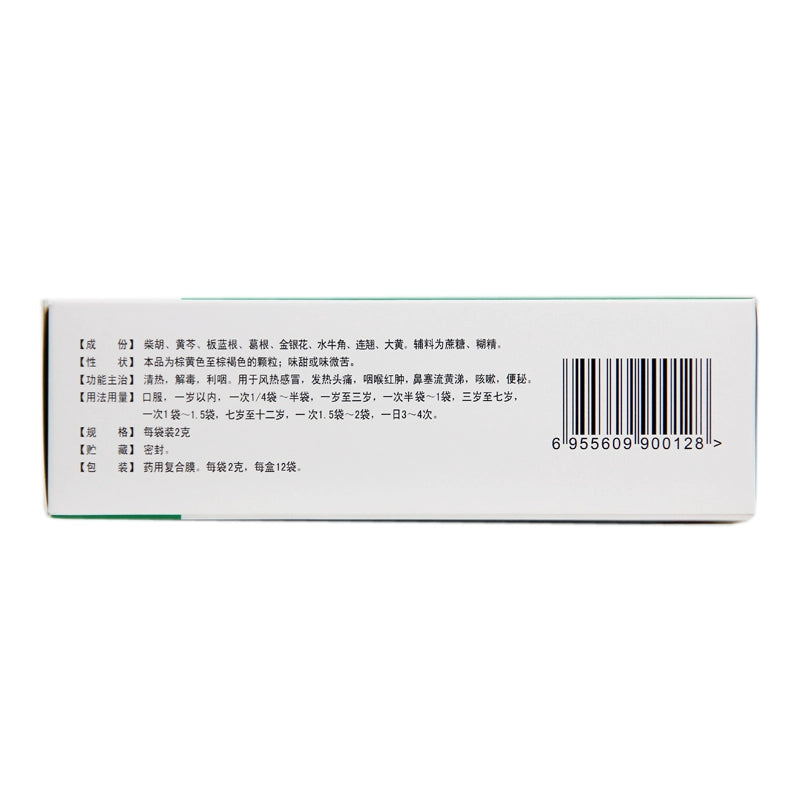 【成 份】柴胡、黄芩、板蓝根、葛根、金银花、水牛角、连翘、大黄。辅料为蔗糖、糊精。
【性 状】本品为棕黄色至棕褐色的颗粒；味甜或味微苦。
【功能主治】清热，解毒，利咽。用于风热感冒，发热头痛，咽喉红肿，鼻塞流黄涕，咳嗽，便秘。
【用法用量】口服，一岁以内，一次1/4袋～半袋，一岁至三岁，一次半袋～1袋，三岁至七岁，
一次1袋～1.5袋，七岁至十二岁，一次1.5袋～2袋，一日3～4次。
【规 格】每袋装2克
【贮 藏】密封。
【包 装】药用复合膜。每袋2克，每盒12袋。
6 955609 900128 >